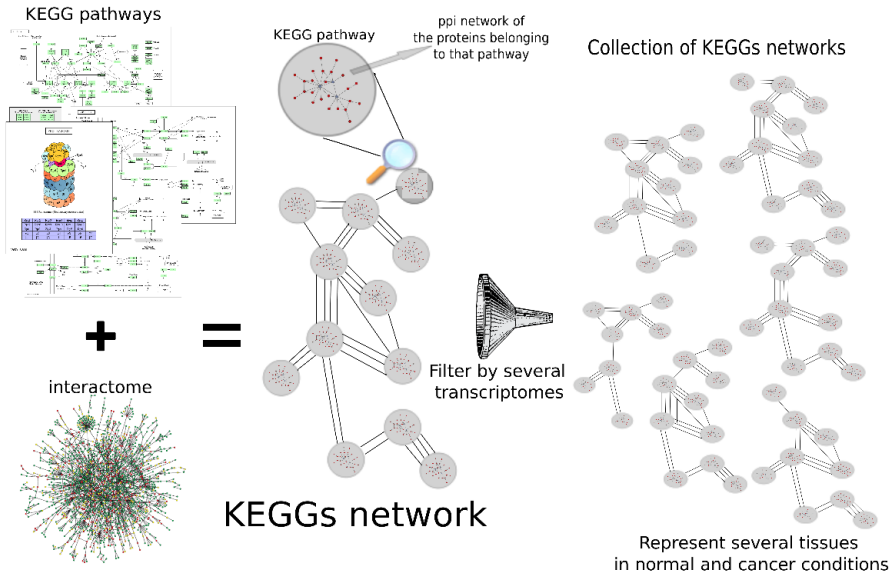 KEGG pathways
interactome
KEGG pathway
ppi network of
the proteins belonging
to that pathway
KEGGs network
Filter by several
transcriptomes
Collection of KEGGs networks
Represent several tissues
in normal and cancer conditions